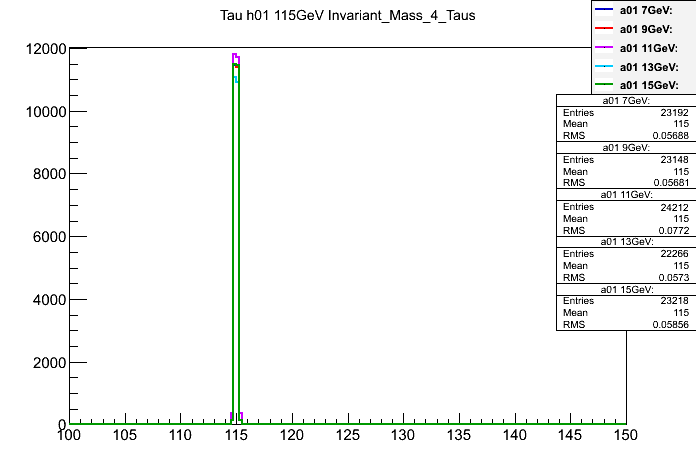 Tau h01 115GeV Invariant_Mass_4_Taus
a01 7GeV:
a01 9GeV:
a01 11GeV:
a01 13GeV:
a01 15GeV:
a01 7GeV:
Entries 23192
Mean 115
RMS 0.05688
a01 9GeV:
Entries 23148
Mean 115
RMS 0.05681
a01 11GeV:
Entries 24212
Mean 115
RMS 0.0772
a01 13GeV:
Entries 22266
Mean 115
RMS 0.0573
a01 15GeV:
Entries 23218
Mean 115
RMS 0.05856
12000
10000
8000
6000
4000
2000
0
100 105 110 115 120 125 130 135 140 145 150